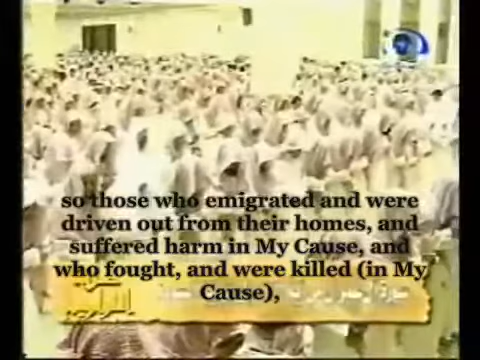 so those who emigrated and were
driven out from their homes, and
suffered harm in My Cause, and
who fought, and were killed (in My
Cause),